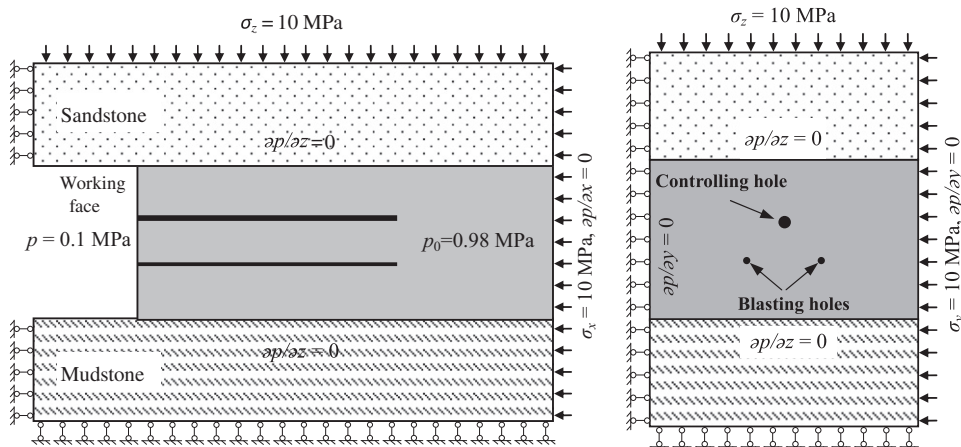 σz = 10 MPa
Sandstone
∂p/∂z=0
Working
face
p = 0.1 MPa
p0=0.98 MPa
σx = 10 MPa, ∂p/∂x = 0
∂p/∂z = 0
Mudstone
σz = 10 MPa
∂p/∂z = 0
Controlling hole
∂p/∂y = 0
Blasting holes
σy = 10 MPa, ∂p/∂y = 0
∂p/∂z = 0